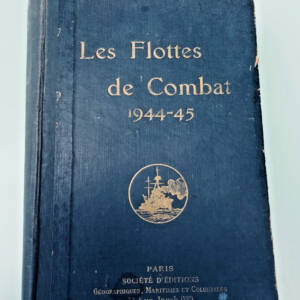 Les Flottes
de Combat
1944-45
PARIS
SOCIÉTÉ D'ÉDITIONS
GÉOGRAPHIQUES, MARITIMES ET COLONIALES